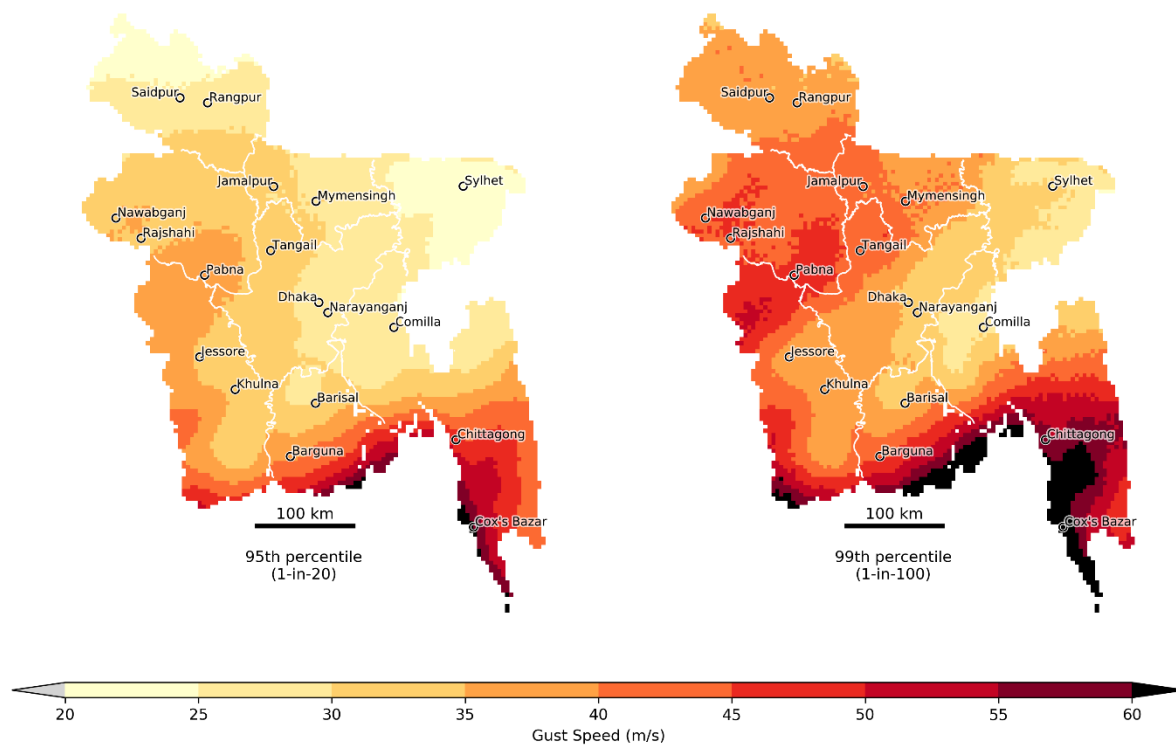 Saidpur
Rangpur
Jamalpur
Mymensingh
Sylhet
Nawabganj
Rajshahi
Tangail
Pabna
Dhaka
Narayanganj
Comilla
Jessore
Khulna
Barisal
Chittagong
Barguna
100 km
Cox's Bazar
95th percentile
(1-in-20)
Saidpur
Rangpur
Jamalpur
Mymensingh
Sylhet
Nawabganj
Rajshahi
Tangail
Pabna
Dhaka
Narayanganj
Comilla
Jessore
Khulna
Barisal
Chittagong
Barguna
100 km
Cox's Bazar
99th percentile
(1-in-100)
20 25 30 35 40 45 50 55 60
Gust Speed (m/s)